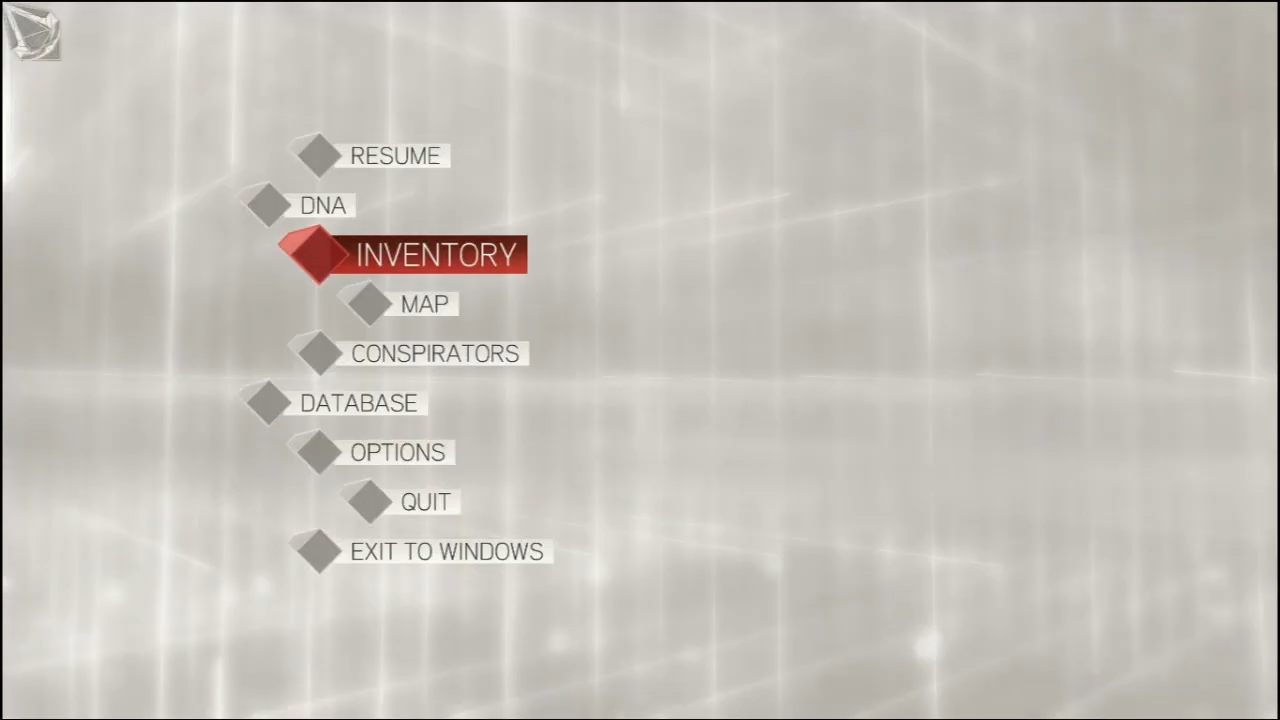 RESUME
DNA
INVENTORY
MAP
CONSPIRATORS
DATABASE
OPTIONS
QUIT
EXIT TO WINDOWS